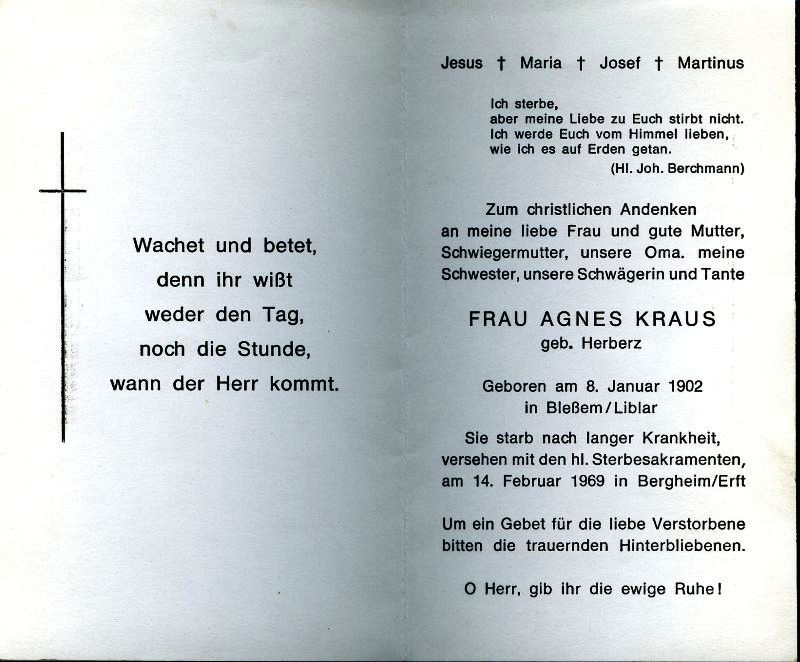 Wachet und betet,
denn ihr wißt
weder den Tag,
noch die Stunde,
wann der Herr kommt.
Jesus † Maria † Josef † Martinus
Ich sterbe,
aber meine Liebe zu Euch stirbt nicht.
Ich werde Euch vom Himmel lieben,
wie ich es auf Erden getan.
(Hl. Joh. Berchmann)
Zum christlichen Andenken
an meine liebe Frau und gute Mutter,
Schwiegermutter, unsere Oma. meine
Schwester, unsere Schwägerin und Tante
FRAU AGNES KRAUS
geb. Herberz
Geboren am 8. Januar 1902
in Bleßem/Liblar
Sie starb nach langer Krankheit,
versehen mit den hl. Sterbesakramenten,
am 14. Februar 1969 in Bergheim/Erft
Um ein Gebet für die liebe Verstorbene
bitten die trauernden Hinterbliebenen.
O Herr, gib ihr die ewige Ruhe!